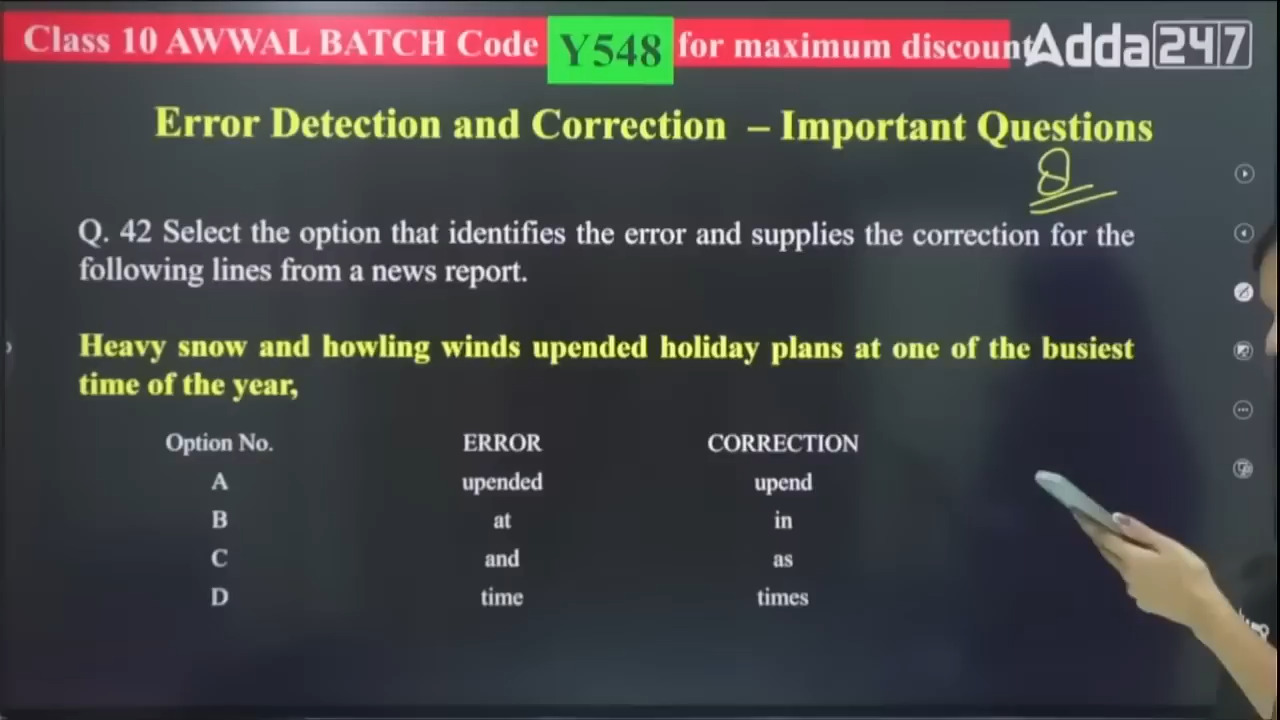 Class 10 AWWAL BATCH Code Y548 for maximum discount
Adda247
Error Detection and Correction – Important Questions
Q. 42 Select the option that identifies the error and supplies the correction for the
following lines from a news report.
Heavy snow and howling winds upended holiday plans at one of the busiest
time of the year,
Option No. ERROR CORRECTION
A upended upend
B at in
C and as
D time times